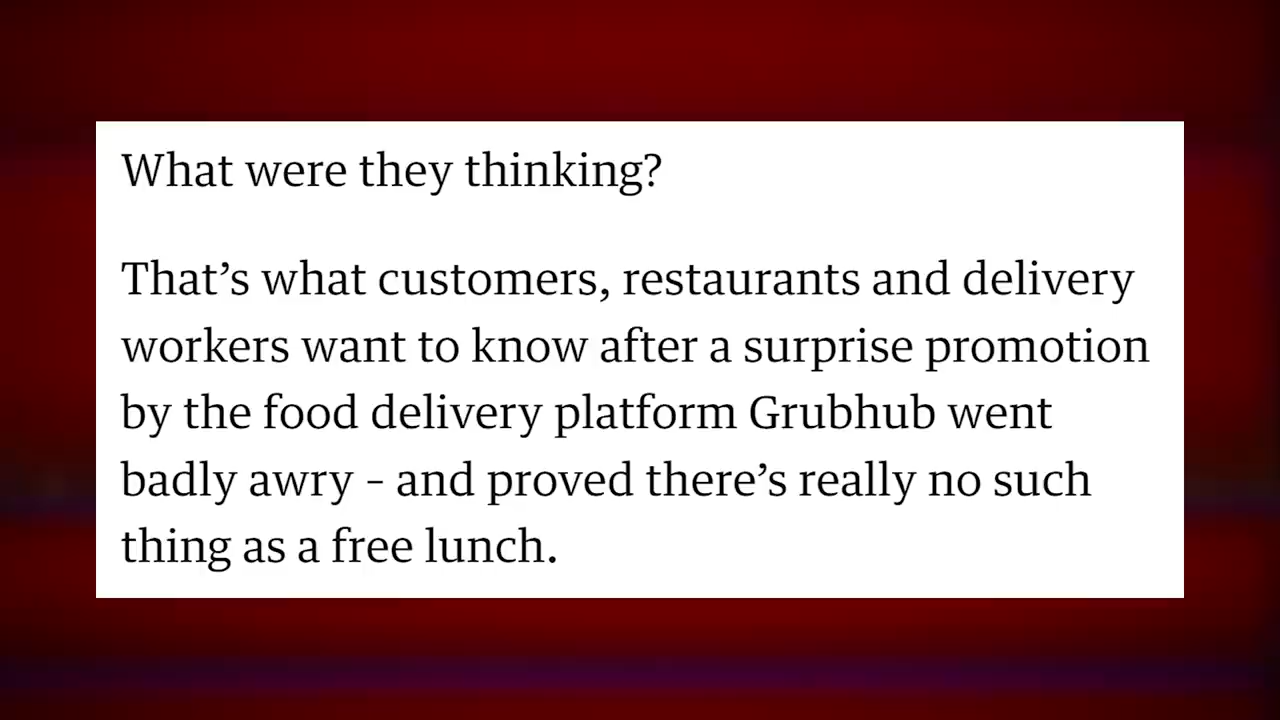 What were they thinking?
That’s what customers, restaurants and delivery
workers want to know after a surprise promotion
by the food delivery platform Grubhub went
badly awry – and proved there’s really no such
thing as a free lunch.